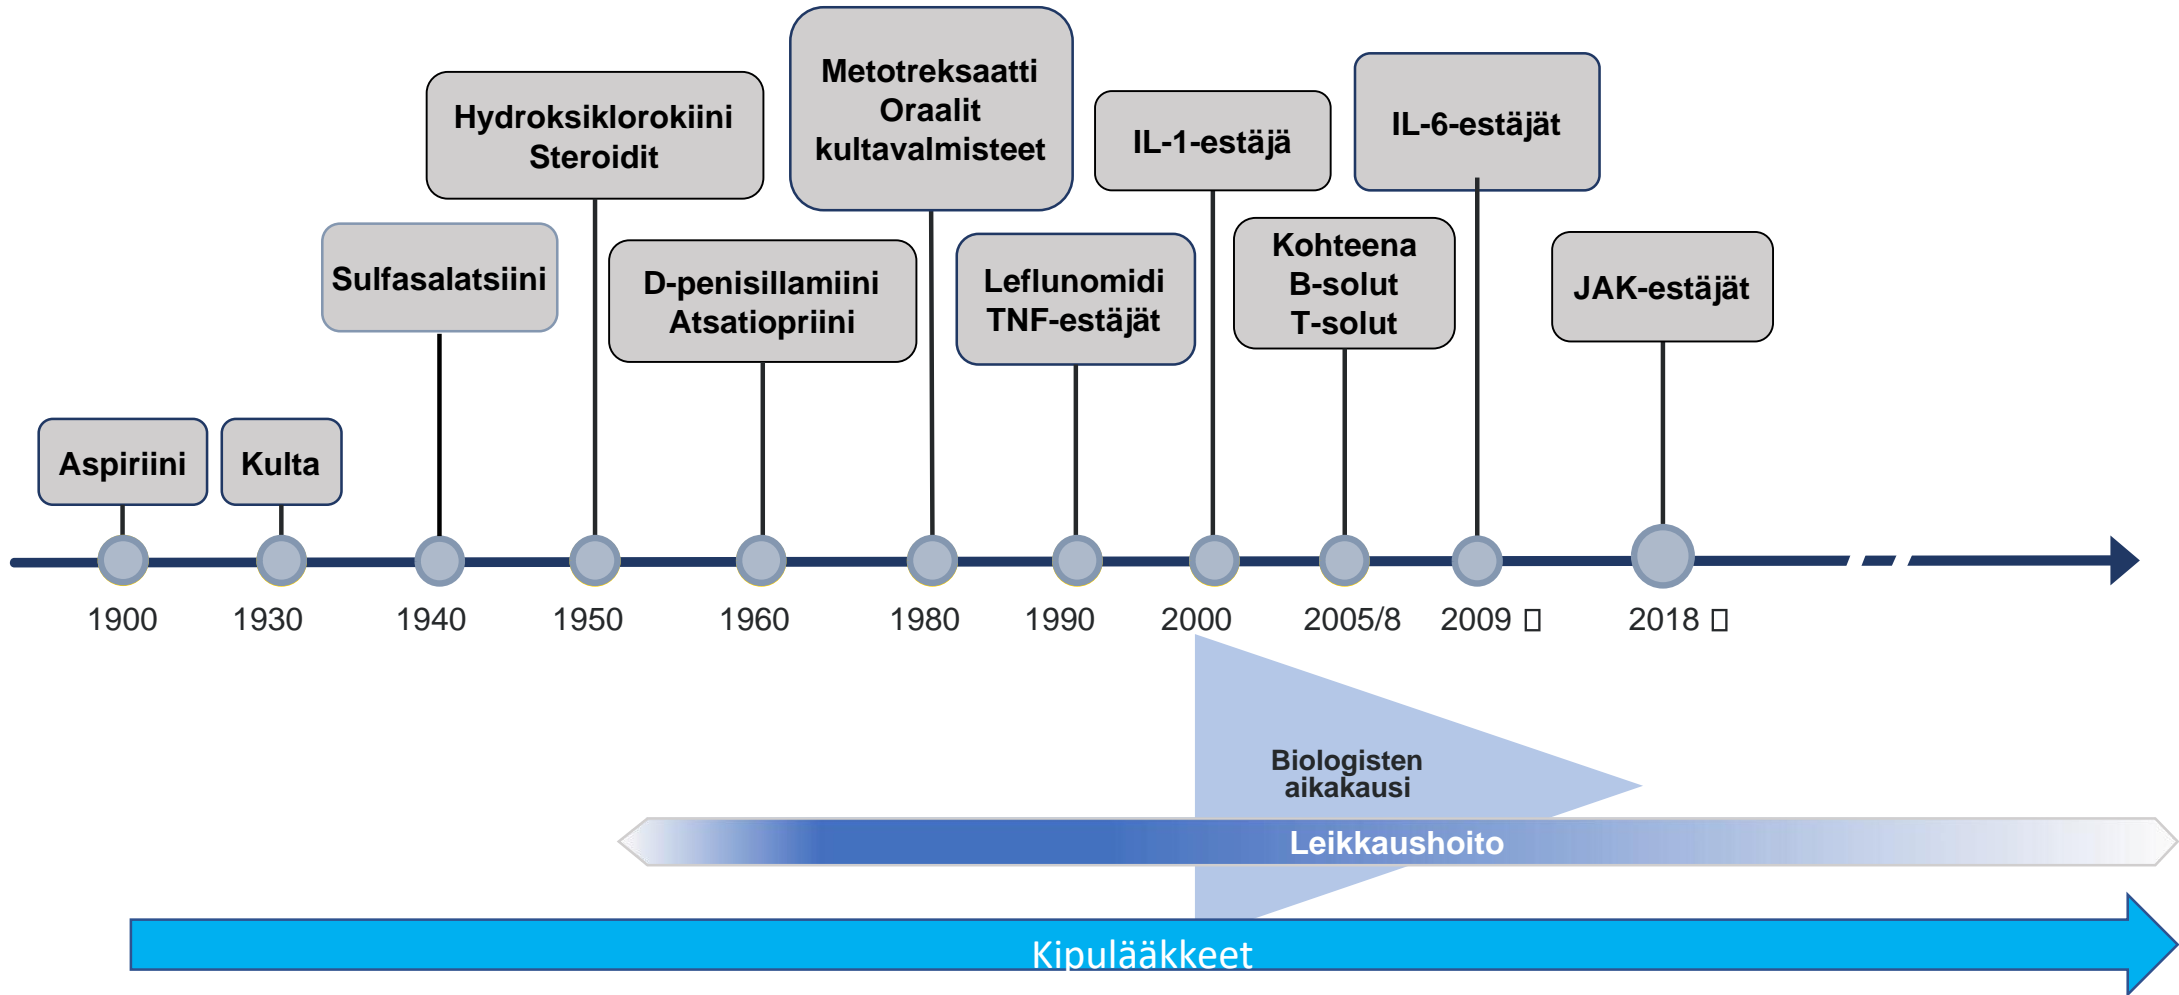 Metotreksaatti
Oraalit
kultavalmisteet
Hydroksiklorokiini
Steroidit
IL-1-estäjä
IL-6-estäjät
Sulfasalatsiini
D-penisillamiini
Atsatiopriini
Leflunomidi
TNF-estäjät
Kohteena
B-solut
T-solut
JAK-estäjät
Aspiriini
Kulta
1900 1930 1940 1950 1960 1980 1990 2000 2005/8 2009 2018
Biologisten
aikakausi
Leikkaushoito
Kipulääkkeet